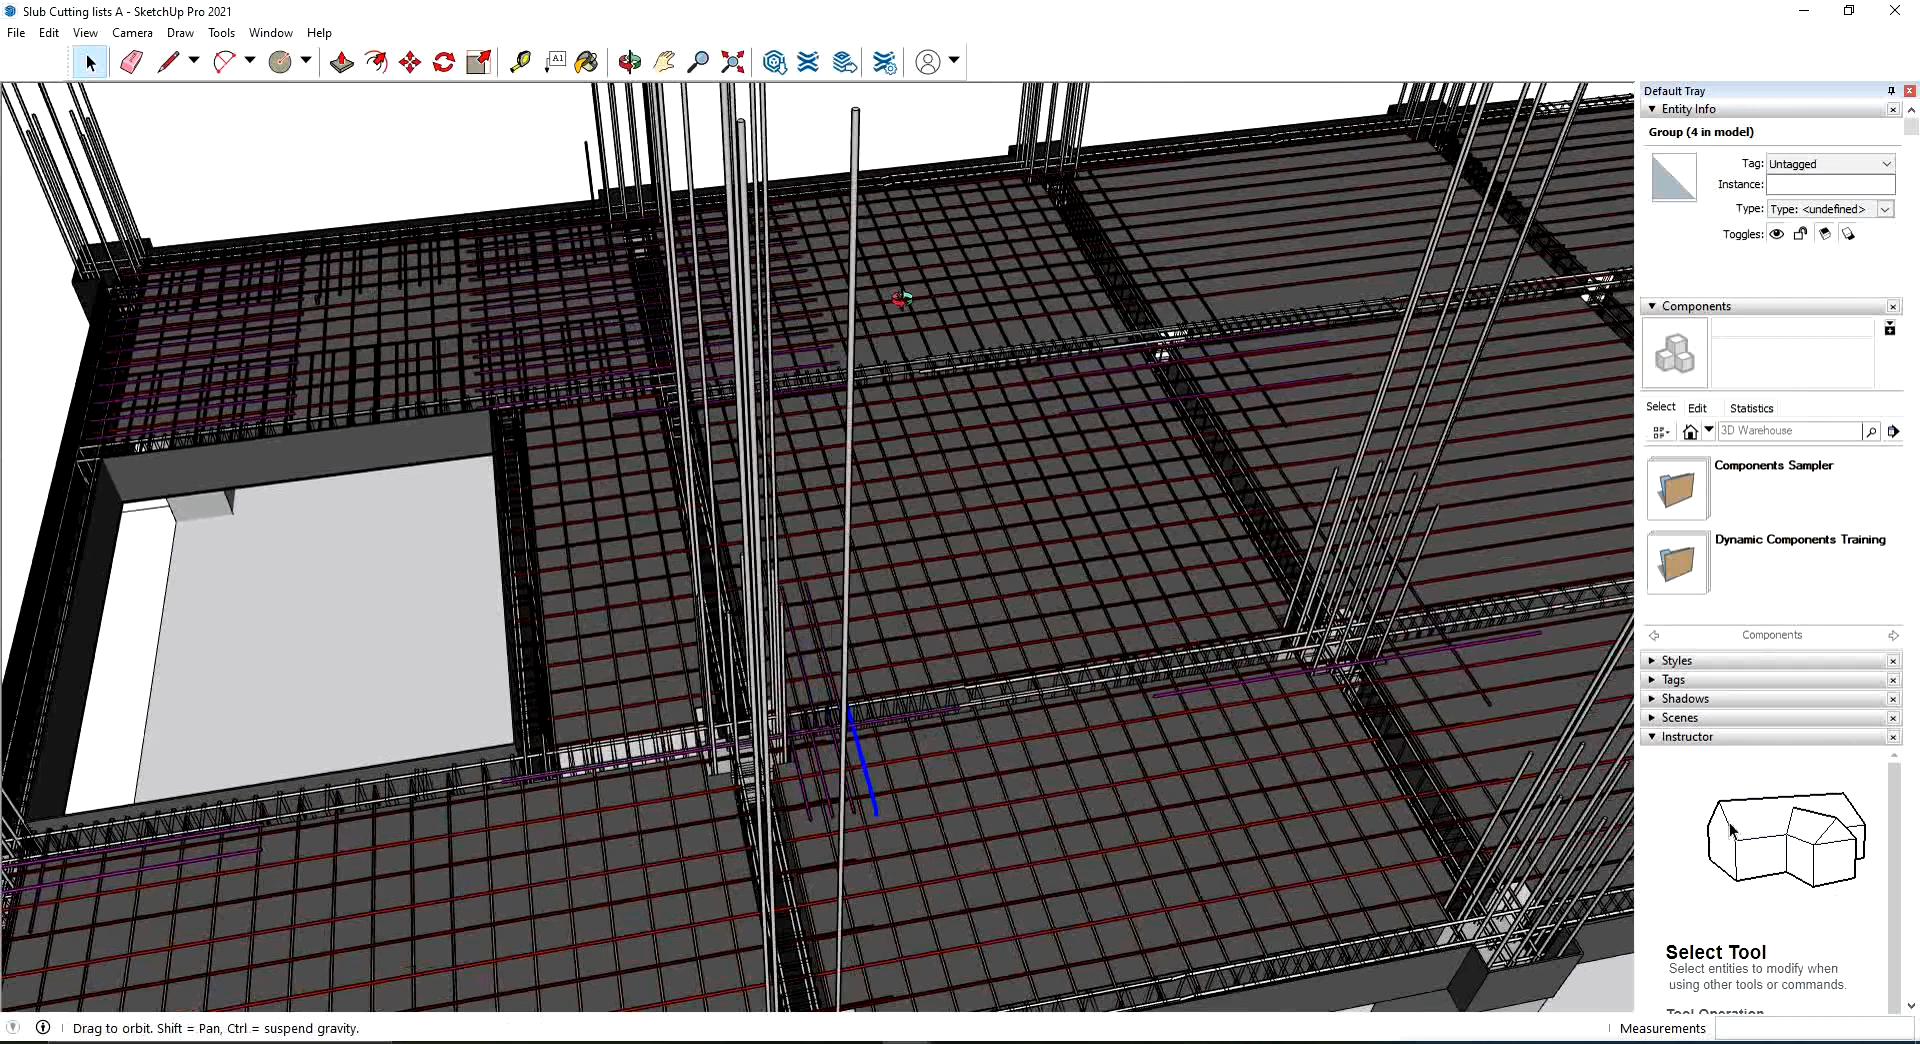 Slub Cutting lists A - SketchUp Pro 2021
File Edit View Camera Draw Tools Window Help
A1
Default Tray
Entity Info
Group (4 in model)
Tag: Untagged
Instance:
Type: Type: <undefined>
Toggles:
Components
Select Edit Statistics
3D Warehouse
Components Sampler
Dynamic Components Training
Components
Styles
Tags
Shadows
Scenes
Instructor
Select Tool
Select entities to modify when
using other tools or commands.
Tool Operation
Drag to orbit. Shift = Pan, Ctrl = suspend gravity.
Measurements